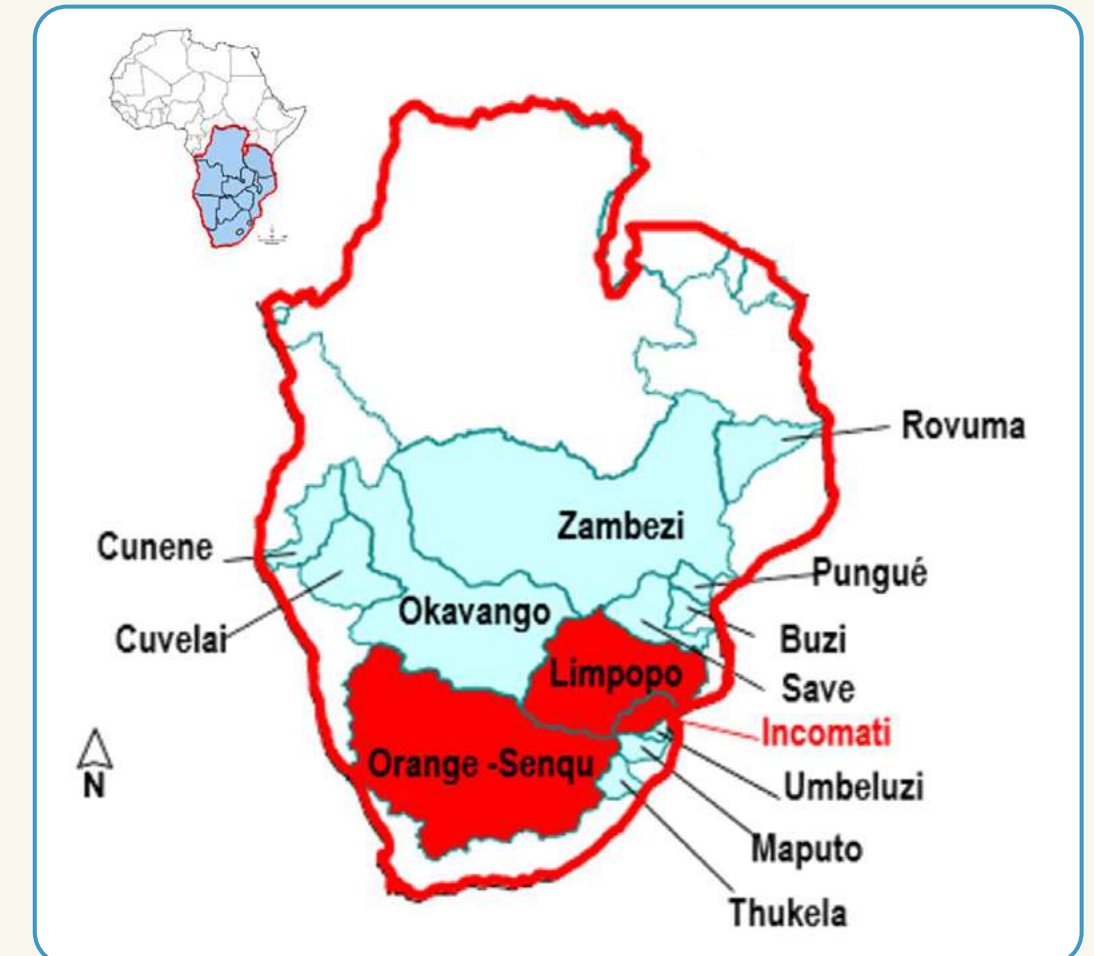 Rovuma
Zambezi
Cunene
Pungué
Okavango
Cuvelai
Buzi
Limpopo
Save
Incomati
Orange -Senqu
Umbeluzi
N
Maputo
Thukela